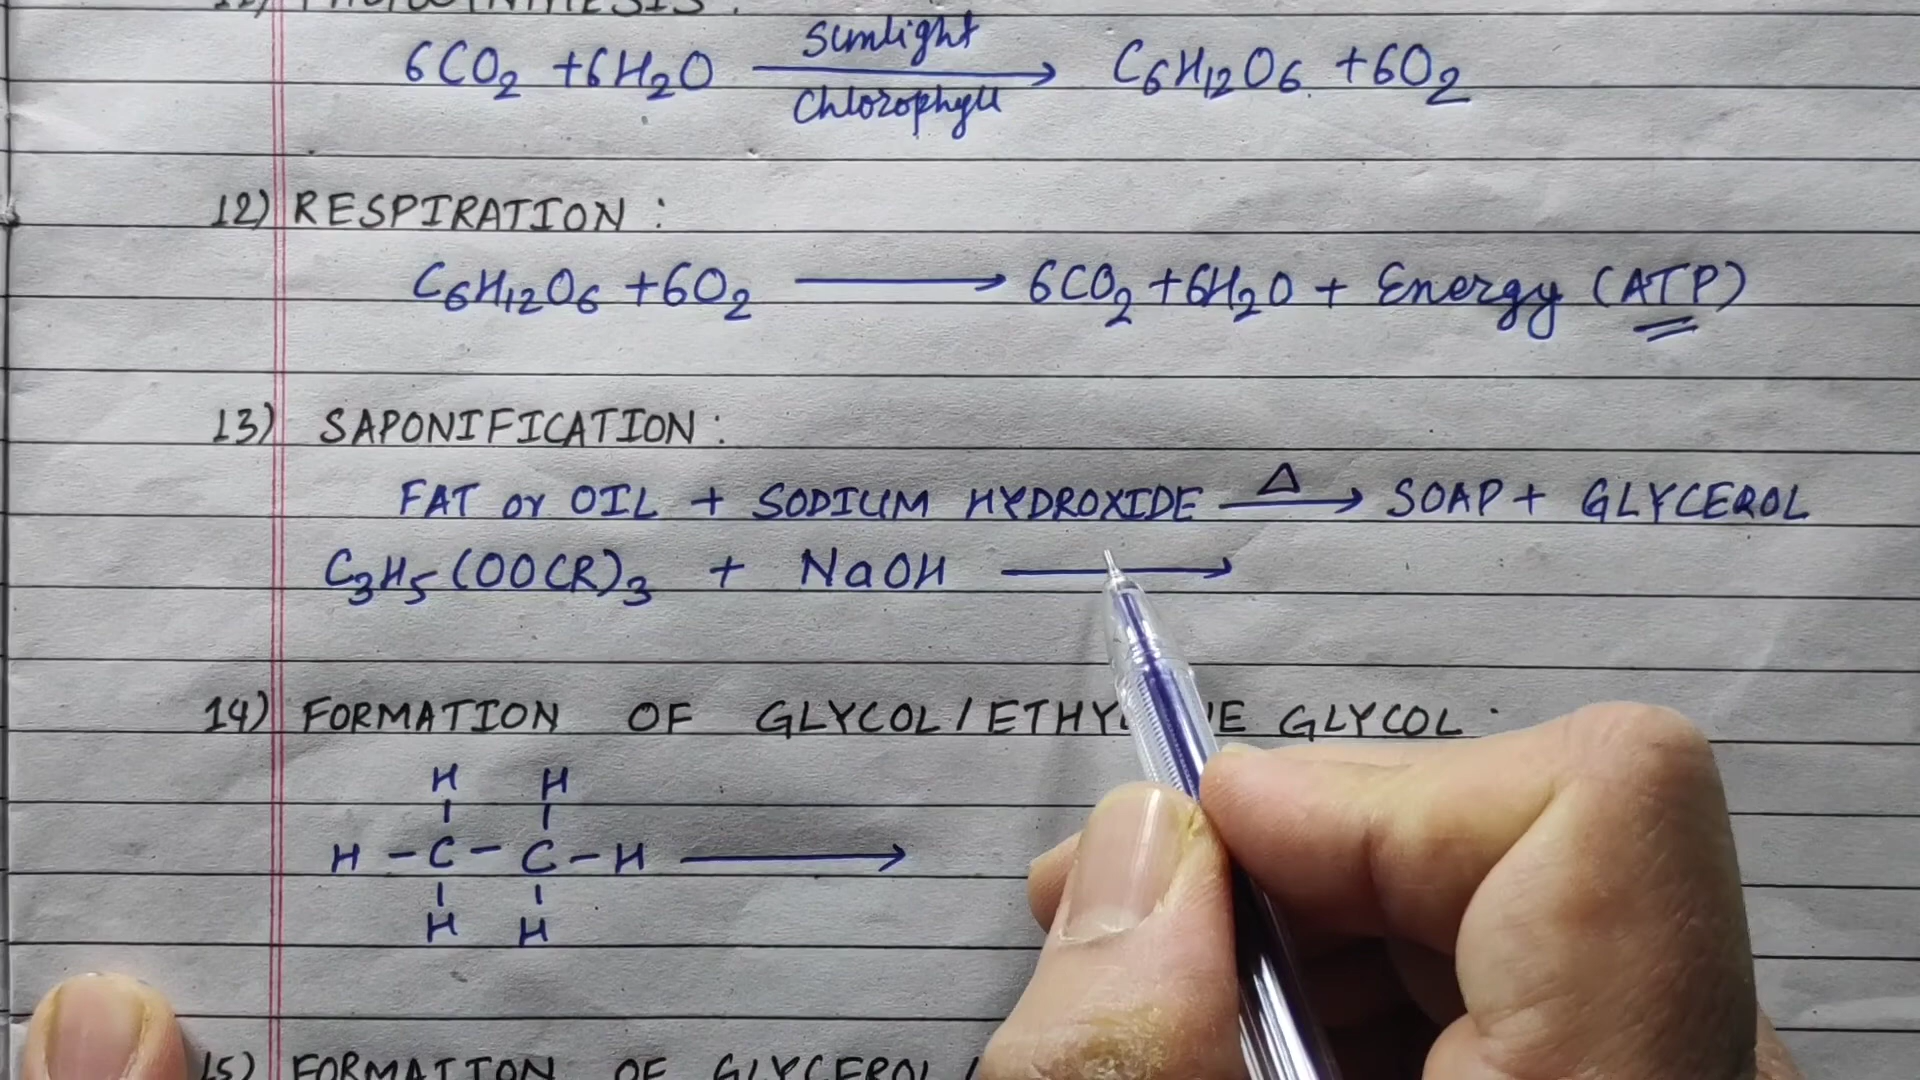 6CO₂ +6H₂O Sunlight Chlorophyll → C₆H₁₂O₆ +6O₂
12) RESPIRATION :
C₆H₁₂O₆ +6O₂ → 6CO₂ +6H₂O + Energy (ATP)
13) SAPONIFICATION :
FAT or OIL + SODIUM HYDROXIDE Δ → SOAP + GLYCEROL
C₃H₅ (OOCR)₃ + NaOH →
14) FORMATION OF GLYCOL / GLYCOL :
H H
H - C - C - H →
H H
15) FORMATION OF GLYCEROL /